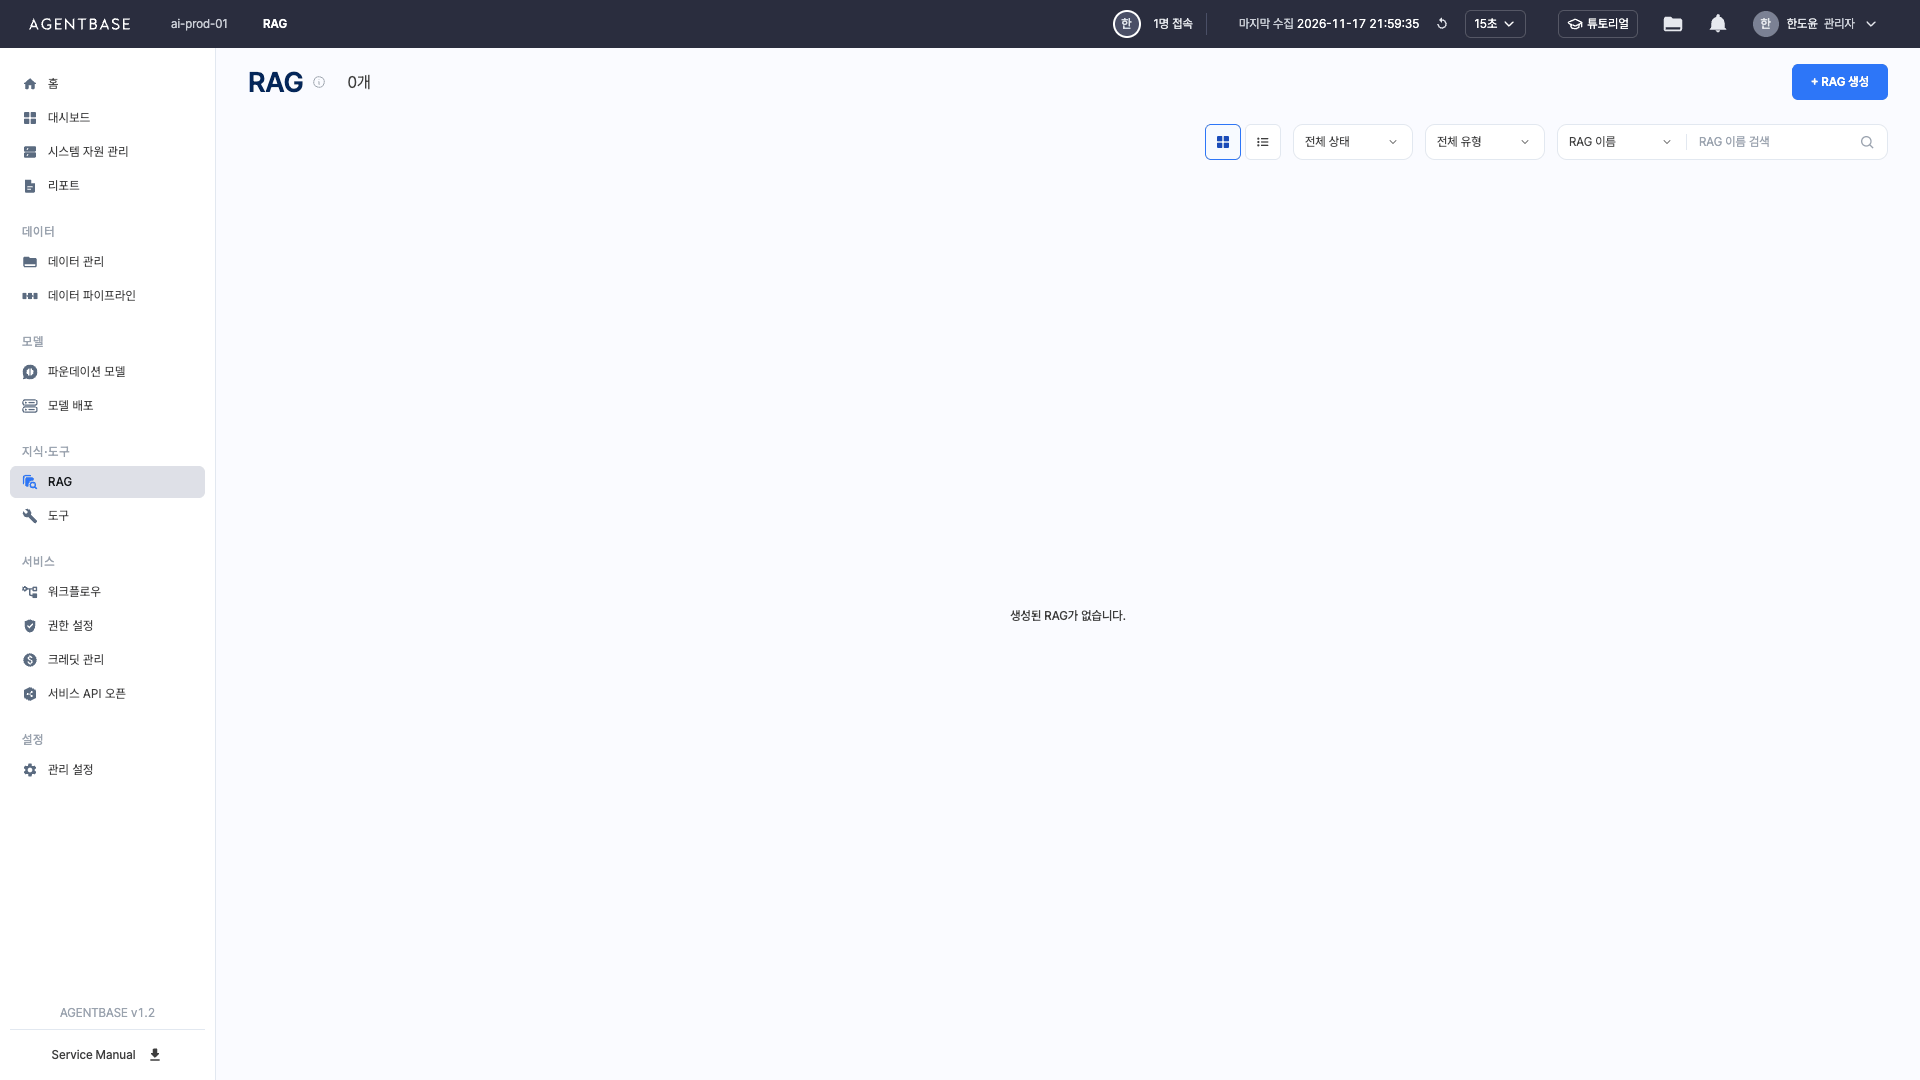 AGENTBASE
ai-prod-01
RAG
한
1명 접속
마지막 수집 2026-11-17 21:59:35
15초
튜토리얼
한
한도윤 관리자
홈
대시보드
시스템 자원 관리
리포트
데이터
데이터 관리
데이터 파이프라인
모델
파운데이션 모델
모델 배포
지식·도구
RAG
도구
서비스
워크플로우
권한 설정
크레딧 관리
서비스 API 오픈
설정
관리 설정
AGENTBASE v1.2
Service Manual
RAG
0개
+ RAG 생성
전체 상태
전체 유형
RAG 이름
RAG 이름 검색
생성된 RAG가 없습니다.